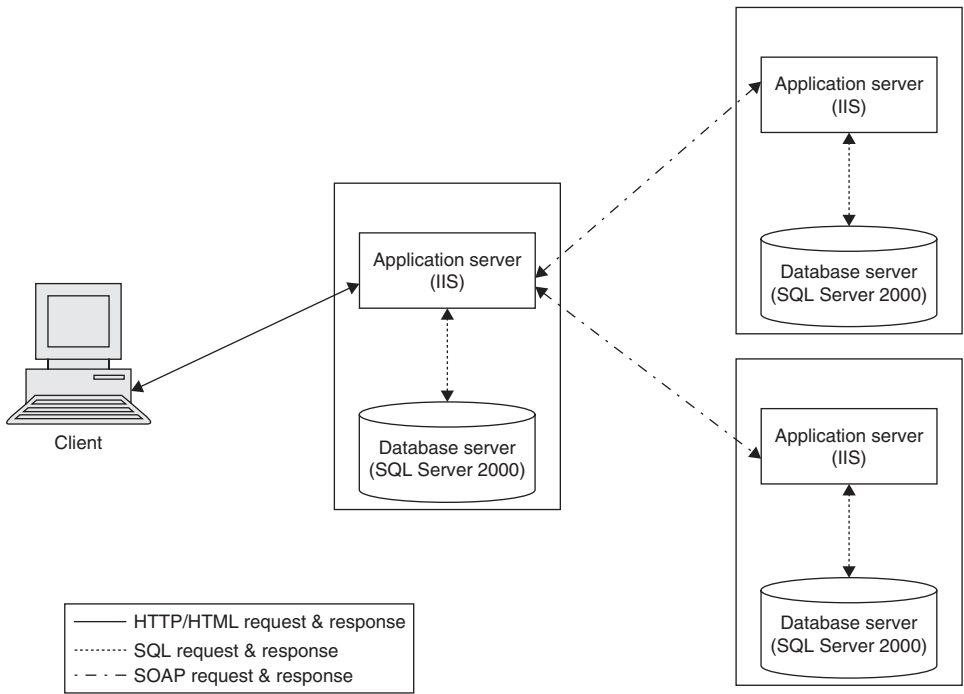 Application server
(IIS)
Database server
(SQL Server 2000)
Application server
(IIS)
Database server
(SQL Server 2000)
Client
Application server
(IIS)
Database server
(SQL Server 2000)
HTTP/HTML request & response
SQL request & response
SOAP request & response